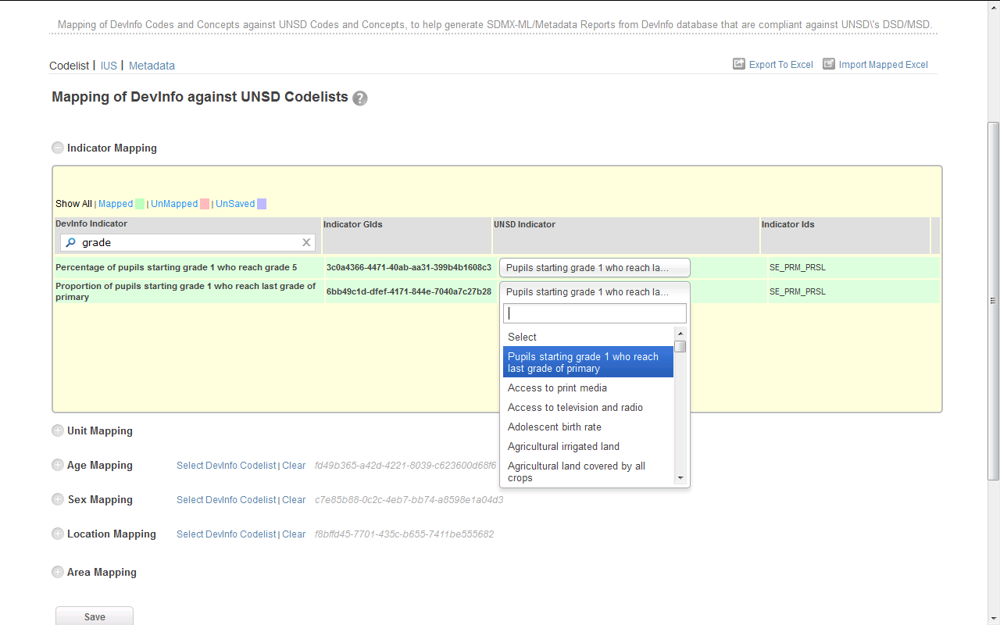 Mapping of DevInfo Codes and Concepts against UNSD Codes and Concepts, to help generate SDMX-ML/Metadata Reports from DevInfo database that are compliant against UNSD\'s DSD/MSD.
Codelist | IUS | Metadata
Export To Excel Import Mapped Excel
Mapping of DevInfo against UNSD Codelists ?
Indicator Mapping
Show All | Mapped | UnMapped | UnSaved
DevInfo Indicator Indicator GIds UNSD Indicator Indicator Ids
grade
Percentage of pupils starting grade 1 who reach grade 5 3c0a4366-4471-40ab-aa31-399b4b1608c3 Pupils starting grade 1 who reach la... SE_PRM_PRSL
Proportion of pupils starting grade 1 who reach last grade of
primary
6bb49c1d-dfef-4171-844e-7040a7c27b28 Pupils starting grade 1 who reach la... SE_PRM_PRSL
Select
Pupils starting grade 1 who reach
last grade of primary
Access to print media
Access to television and radio
Adolescent birth rate
Agricultural irrigated land
Agricultural land covered by all
crops
Unit Mapping
Age Mapping Select DevInfo Codelist | Clear fd49b365-a42d-4221-8039-c623600d68f6
Sex Mapping Select DevInfo Codelist | Clear c7e85b88-0c2c-4eb7-bb74-a8598e1a04d3
Location Mapping Select DevInfo Codelist | Clear f8bffd45-7701-435c-b655-7411be555682
Area Mapping
Save